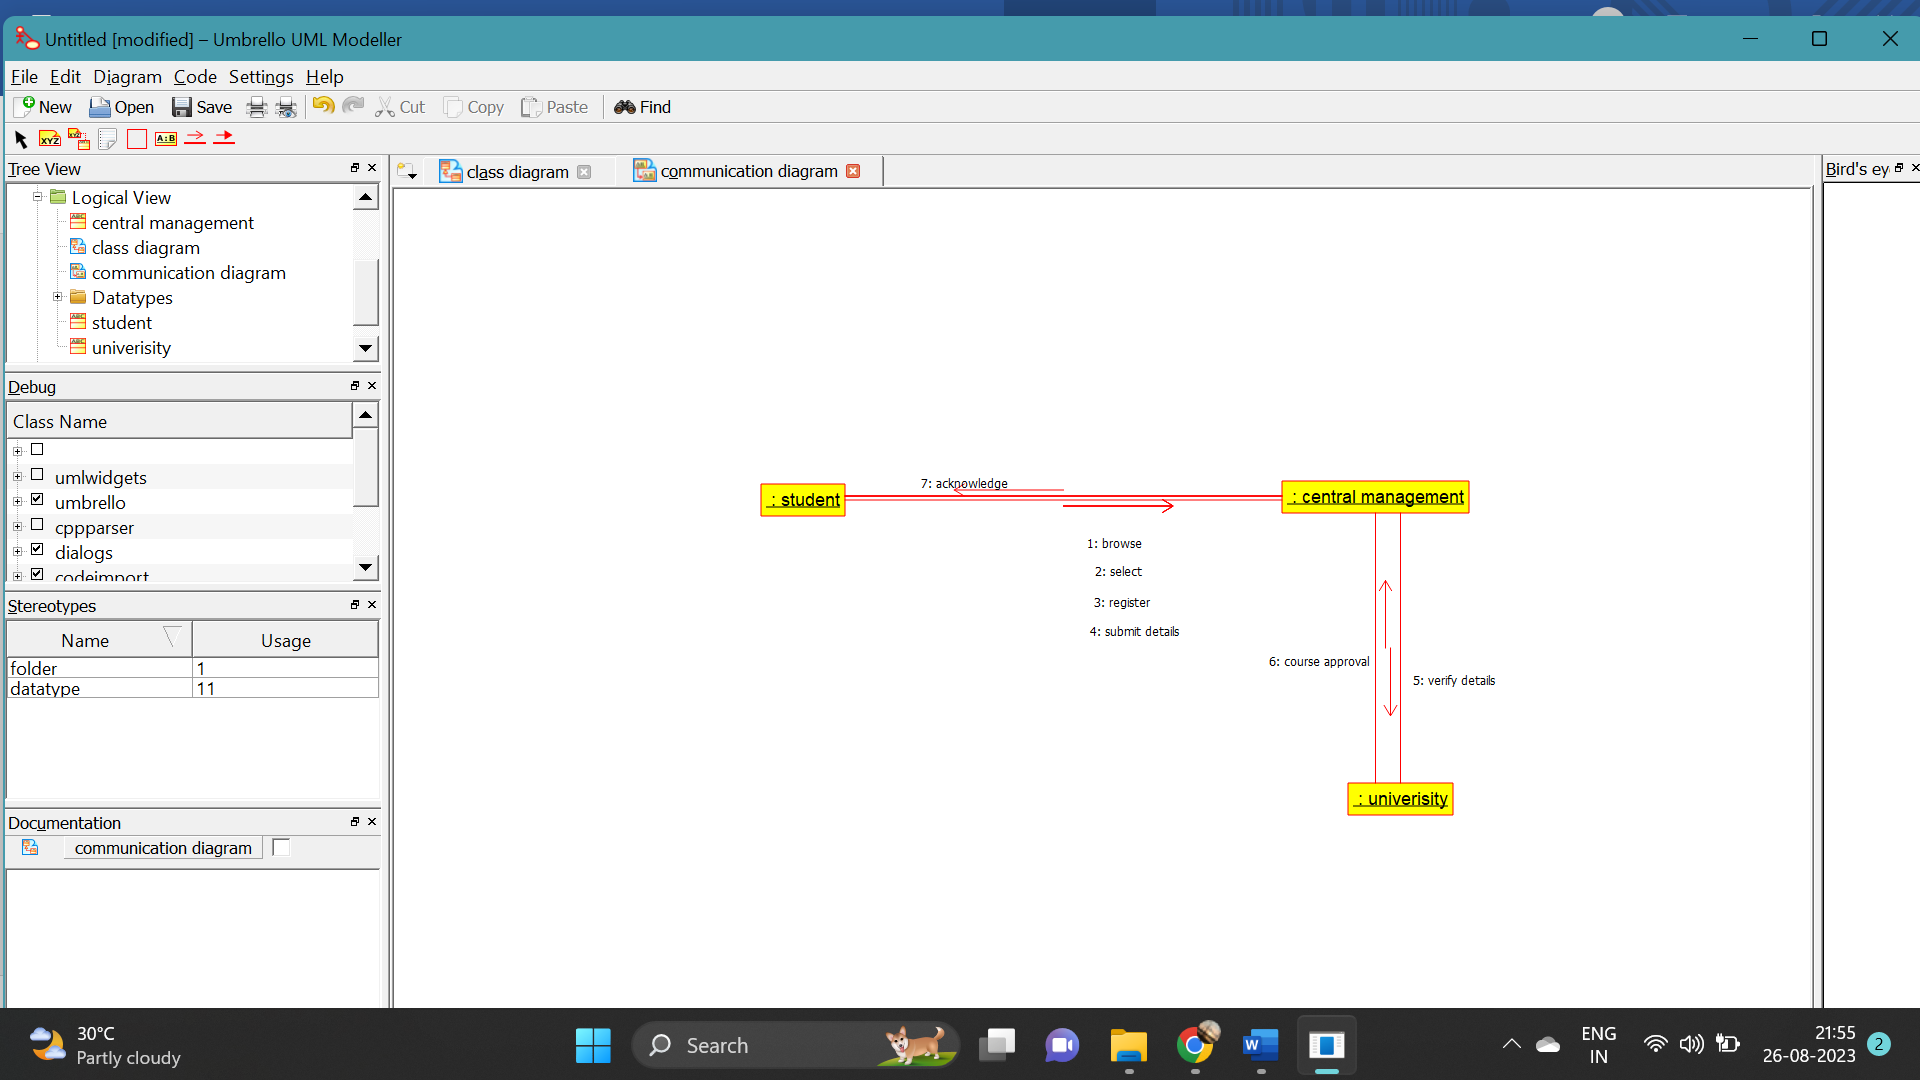 Untitled [modified] – Umbrello UML Modeller
File Edit Diagram Code Settings Help
New Open Save Cut Copy Paste Find
XYZ XYZ A:B
Tree View
Logical View
central management
class diagram
communication diagram
Datatypes
student
univerisity
Debug
Class Name
umlwidgets
umbrello
cppparser
dialogs
codeimport
Stereotypes
Name Usage
folder 1
datatype 11
Documentation
communication diagram
class diagram communication diagram
Bird's ey
7: acknowledge
: student
: central management
1: browse
2: select
3: register
4: submit details
6: course approval
5: verify details
: univerisity
30°C
Partly cloudy
Search
W
ENG
IN
21:55
26-08-2023
2